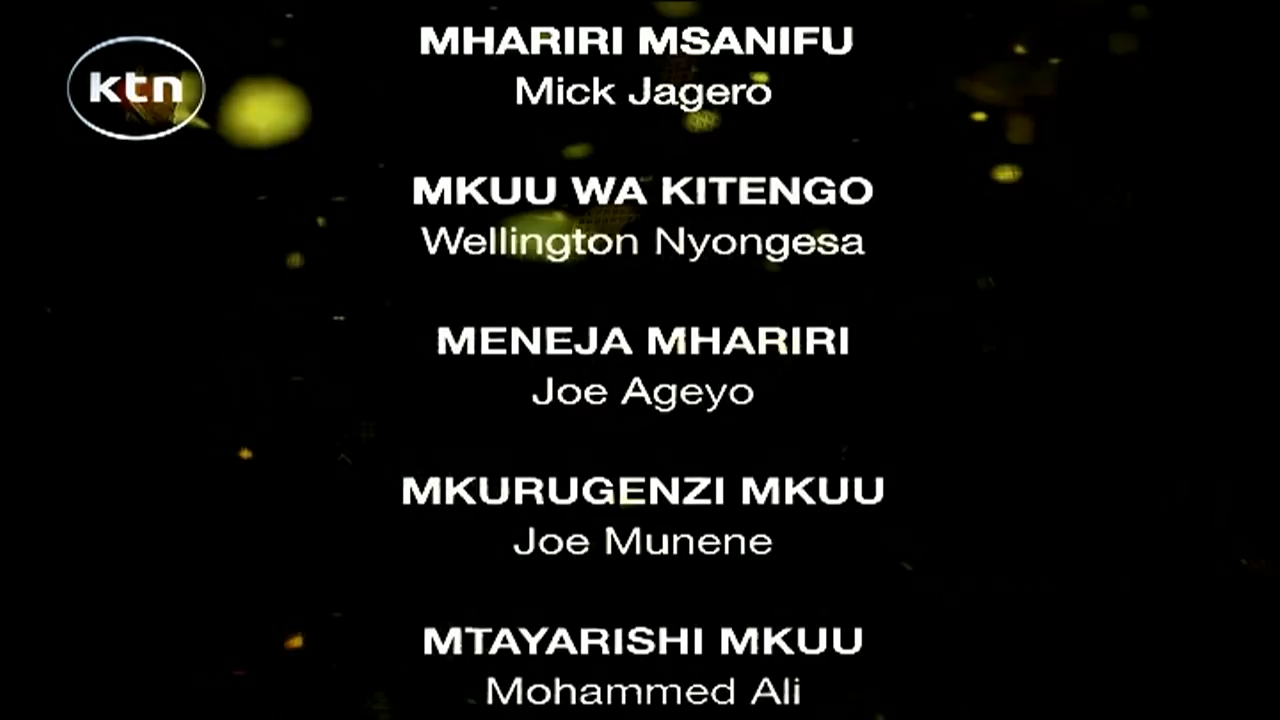 ktn
MHARIRI MSANIFU
Mick Jagero
MKUU WA KITENGO
Wellington Nyongesa
MENEJA MHARIRI
Joe Ageyo
MKURUGENZI MKUU
Joe Munene
MTAYARISHI MKUU
Mohammed Ali